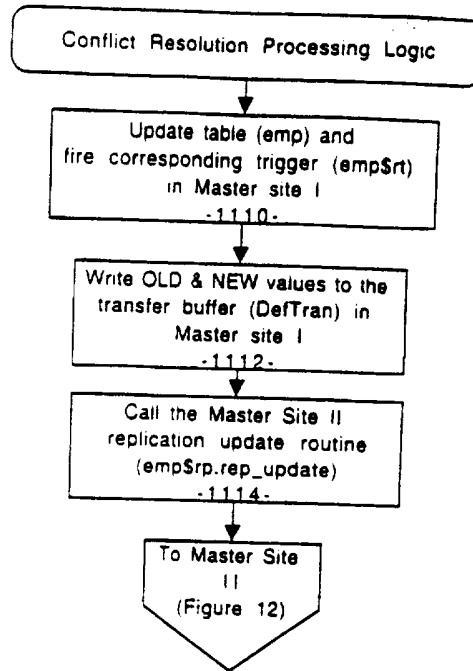 Conflict Resolution Processing Logic
Update table (emp) and
fire corresponding trigger (emp$rt)
in Master site I
-1110-
Write OLD & NEW values to the
transfer buffer (DefTran) in
Master site I
-1112-
Call the Master Site II
replication update routine
(emp$rp.rep_update)
-1114-
To Master Site
II
(Figure 12)